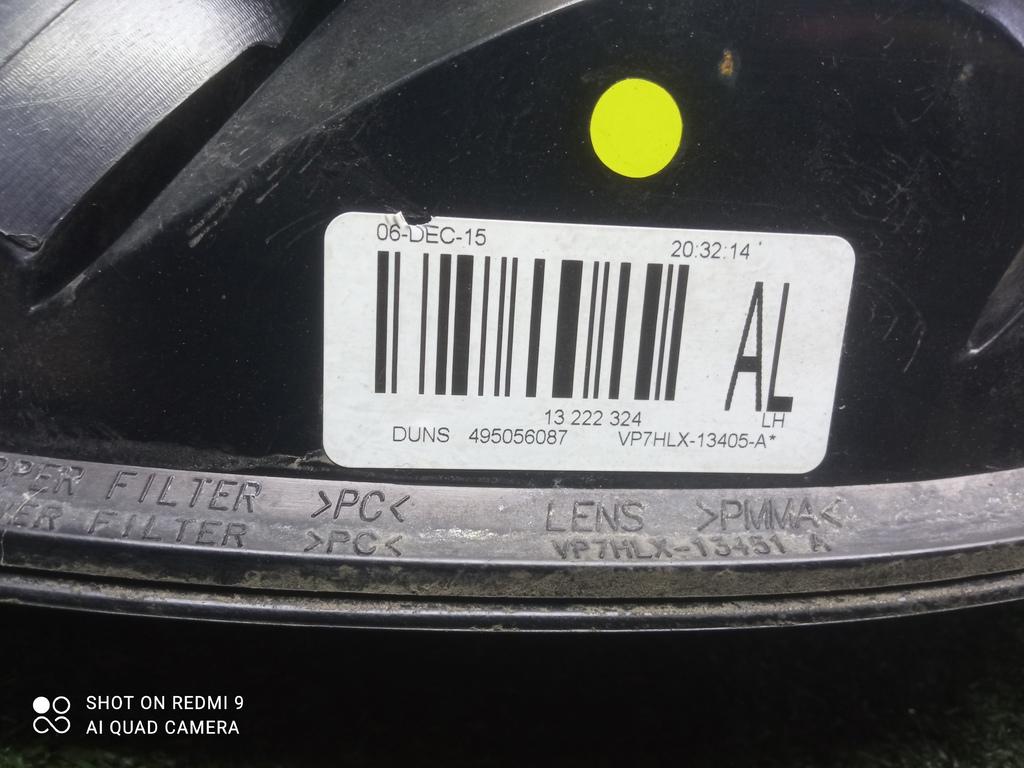 06-DEC-15 20:32:14
AL
LH
13 222 324
DUNS 495056087 VP7HLX-13405-A*
FILTER >PC< LENS >PMMA<
FILTER >PC< VP7HLX-13451 A
SHOT ON REDMI 9
AI QUAD CAMERA